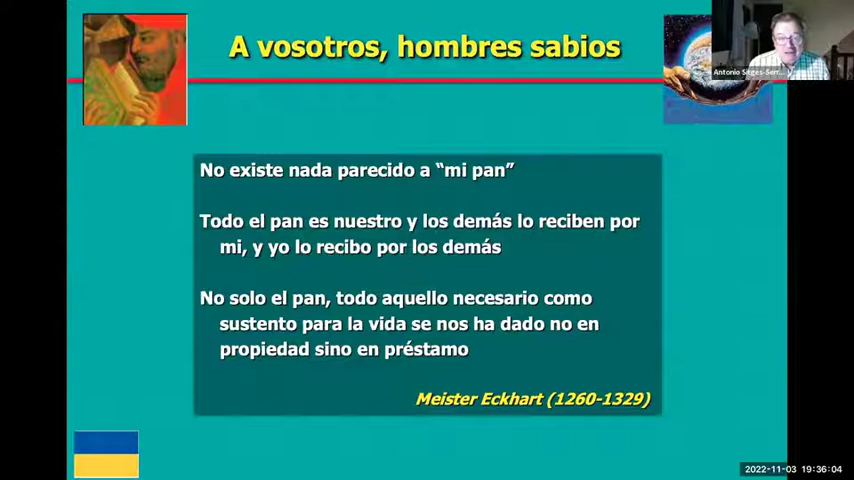 A vosotros, hombres sabios
Antonio Sitges-Serr...
No existe nada parecido a “mi pan”
Todo el pan es nuestro y los demás lo reciben por
mi, y yo lo recibo por los demás
No solo el pan, todo aquello necesario como
sustento para la vida se nos ha dado no en
propiedad sino en préstamo
Meister Eckhart (1260-1329)
2022-11-03 19:36:04